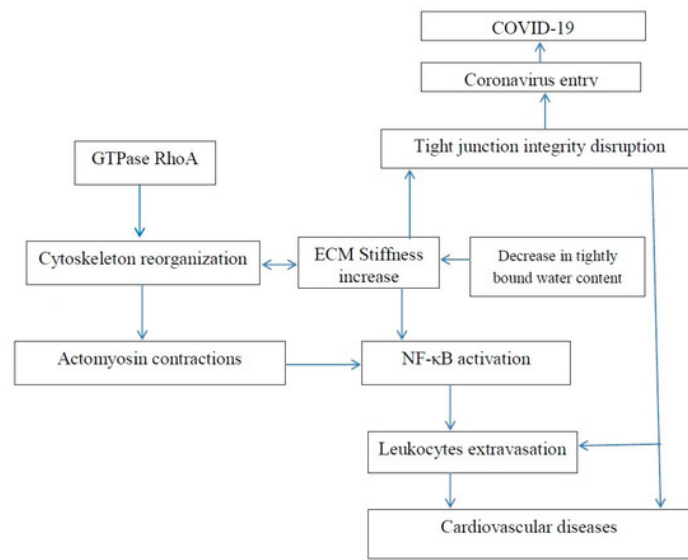 COVID-19
Coronavirus entry
Tight junction integrity disruption
GTPase RhoA
Cytoskeleton reorganization
ECM Stiffness
increase
Decrease in tightly
bound water content
Actomyosin contractions
NF-κB activation
Leukocytes extravasation
Cardiovascular diseases